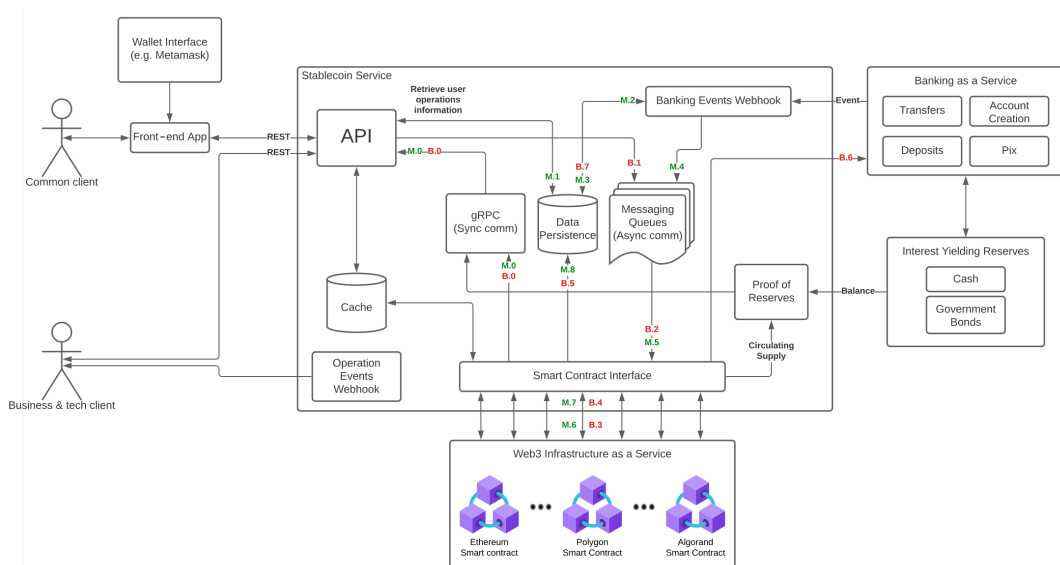 Wallet Interface
(e.g. Metamask)
Common client
Front-end App
REST
REST
Business & tech client
Stablecoin Service
Retrieve user
operations
information
API
M.0
B.0
M.1
M.2
Banking Events Webhook
Event
B.7
M.3
B.1
M.4
B.6
gRPC
(Sync comm)
Data
Persistence
Messaging
Queues
(Async comm)
M.0
B.0
M.8
B.5
B.2
M.5
Cache
Proof of
Reserves
Balance
Circulating
Supply
Operation
Events
Webhook
Smart Contract Interface
M.7
B.4
M.6
B.3
Banking as a Service
Transfers
Account
Creation
Deposits
Pix
Interest Yielding Reserves
Cash
Government
Bonds
Web3 Infrastructure as a Service
Ethereum
Smart contract
Polygon
Smart Contract
Algorand
Smart Contract